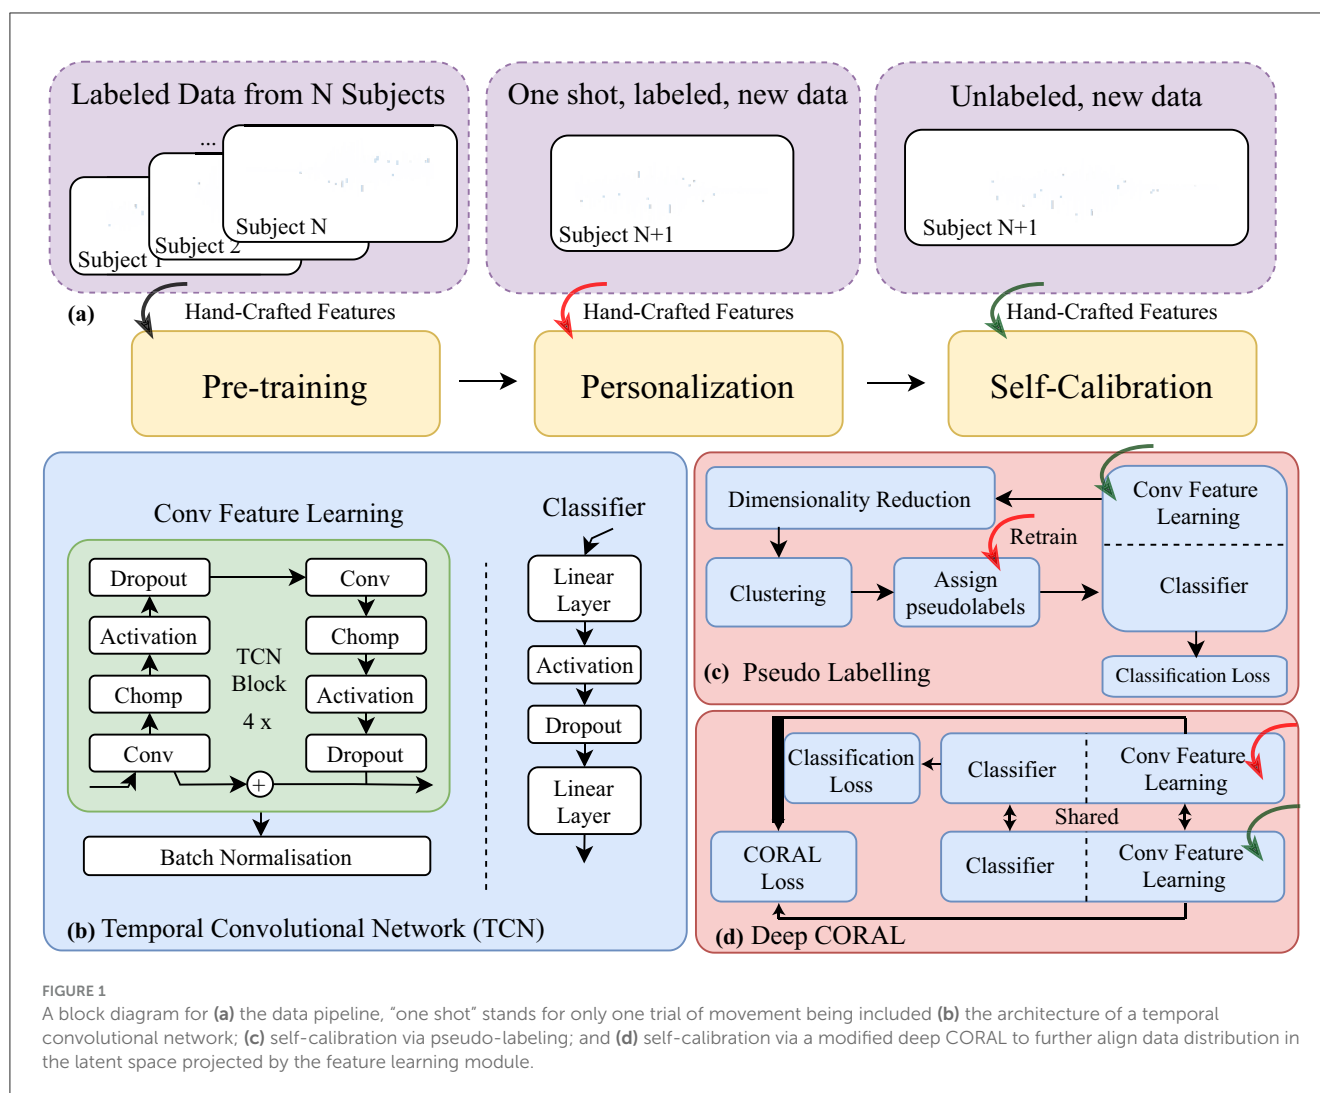 Labeled Data from N Subjects
...
Subject N
Subject 2
Subject 1
One shot, labeled, new data
Subject N+1
Unlabeled, new data
Subject N+1
(a)
Hand-Crafted Features
Hand-Crafted Features
Hand-Crafted Features
Pre-training
Personalization
Self-Calibration
Conv Feature Learning
Dropout
Conv
Activation
Chomp
TCN
Block
4 x
Chomp
Activation
Conv
Dropout
+
Batch Normalisation
Classifier
Linear
Layer
Activation
Dropout
Linear
Layer
(b) Temporal Convolutional Network (TCN)
Dimensionality Reduction
Conv Feature
Learning
Retrain
Clustering
Assign
pseudolabels
Classifier
Classification Loss
(c) Pseudo Labelling
Classification
Loss
Classifier
Conv Feature
Learning
Shared
CORAL
Loss
Classifier
Conv Feature
Learning
(d) Deep CORAL
FIGURE 1
A block diagram for (a) the data pipeline, “one shot” stands for only one trial of movement being included (b) the architecture of a temporal
convolutional network; (c) self-calibration via pseudo-labeling; and (d) self-calibration via a modified deep CORAL to further align data distribution in
the latent space projected by the feature learning module.